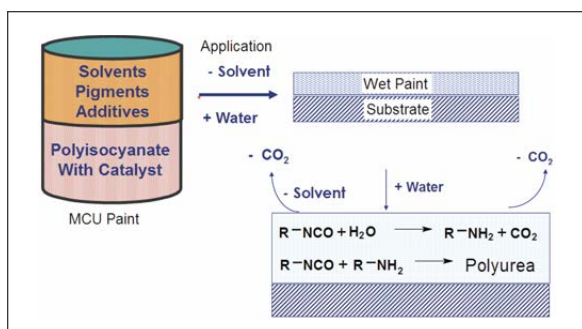 Application
- Solvent
+ Water
Solvents
Pigments
Additives
Polyisocyanate
With Catalyst
MCU Paint
Wet Paint
Substrate
- CO₂
- Solvent
+ Water
- CO₂
R-NCO + H₂O → R-NH₂ + CO₂
R-NCO + R-NH₂ → Polyurea